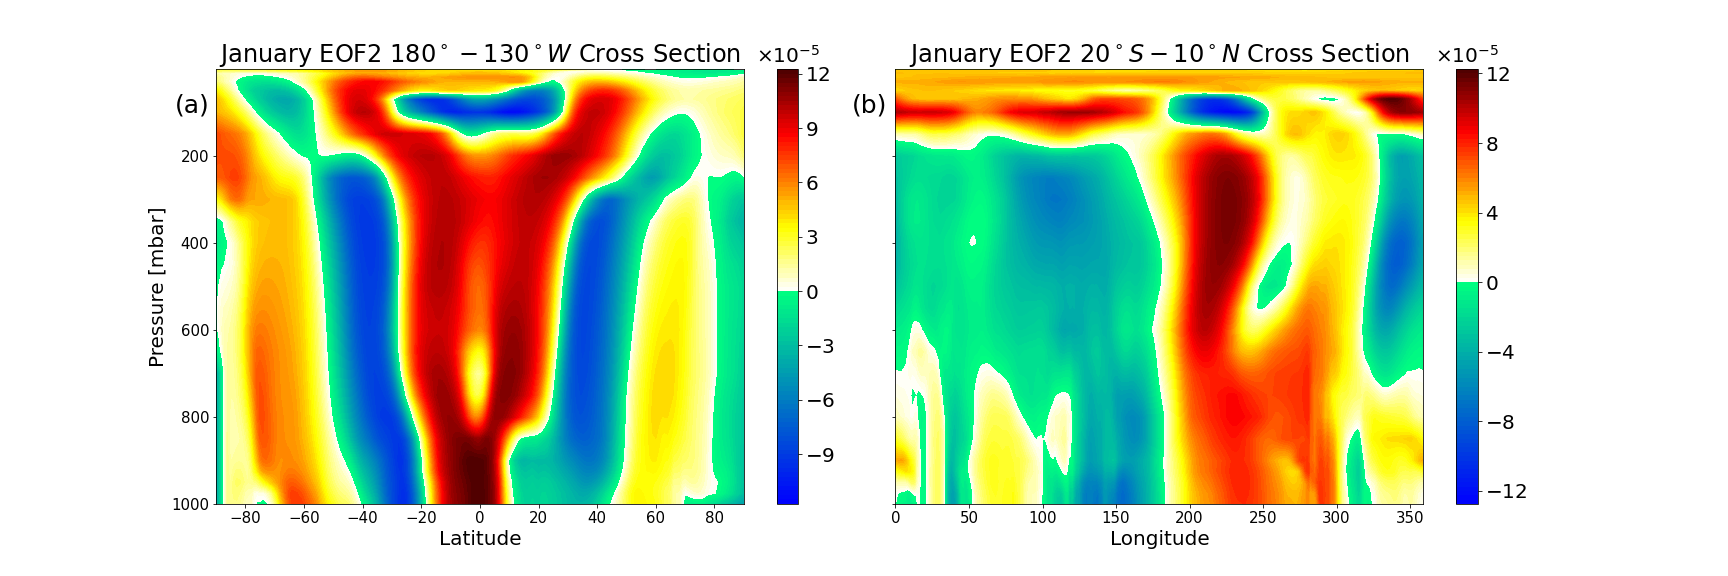 January EOF2 180° − 130°W Cross Section
×10⁻⁵
(a)
Pressure [mbar]
200
400
600
800
1000
−80 −60 −40 −20 0 20 40 60 80
Latitude
12
9
6
3
0
−3
−6
−9
January EOF2 20°S − 10°N Cross Section
×10⁻⁵
(b)
0 50 100 150 200 250 300 350
Longitude
12
8
4
0
−4
−8
−12